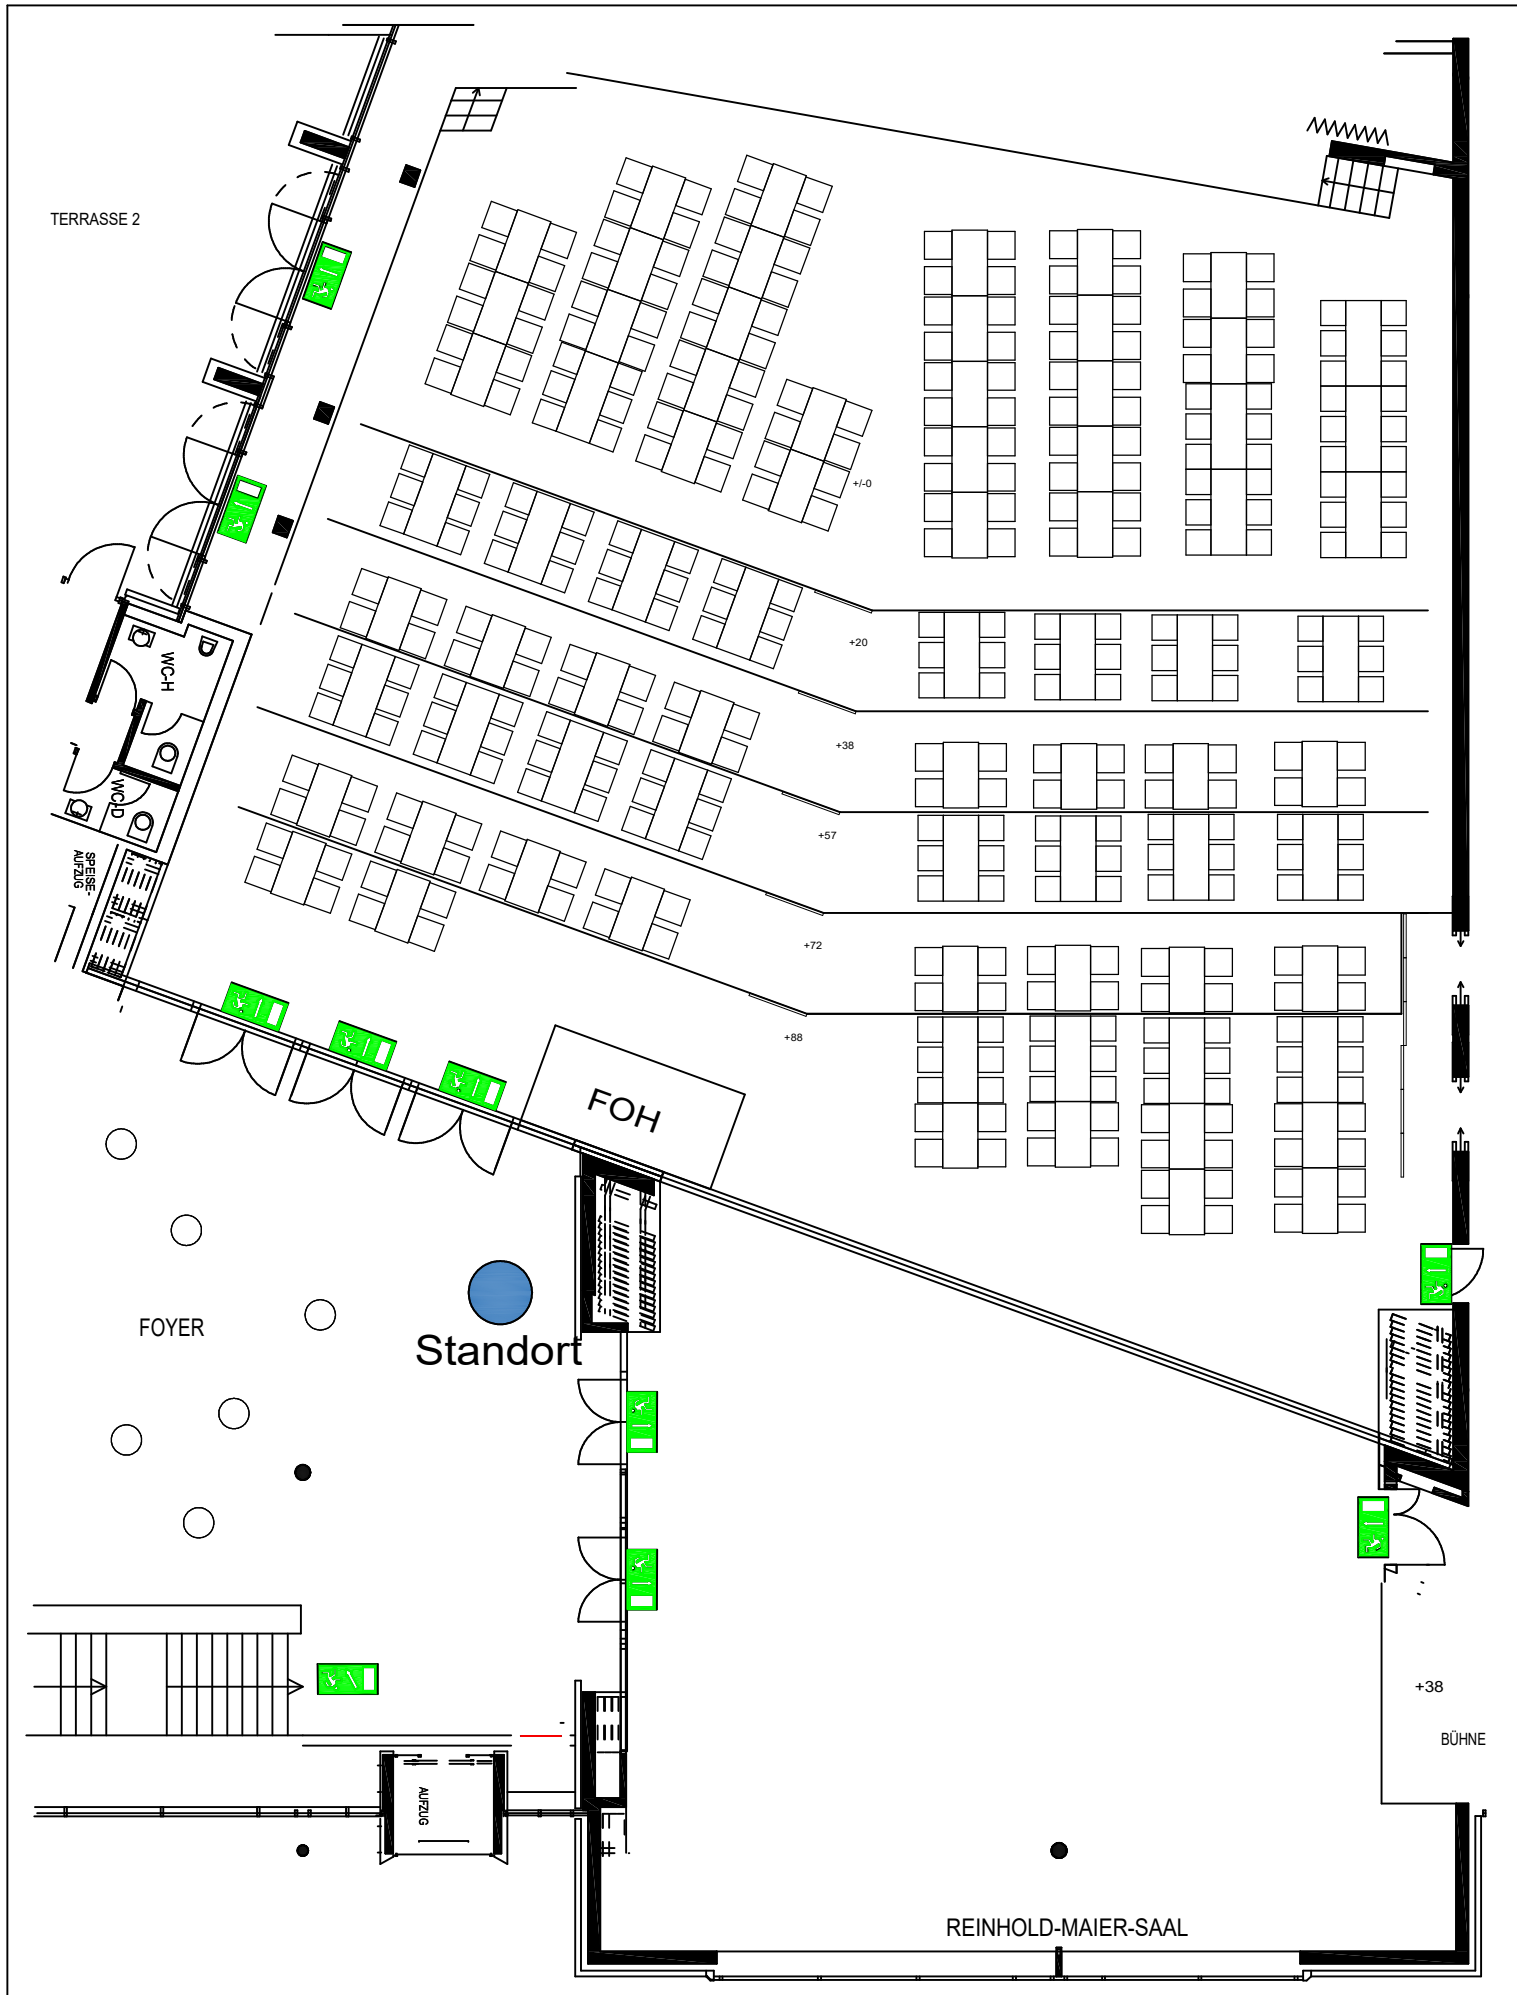 TERRASSE 2
+/-0
+20
WC-H
+38
WC-D
+57
SPEISE-
AUFZUG
+72
+88
FOH
FOYER
Standort
+38
BÜHNE
AUFZUG
REINHOLD-MAIER-SAAL